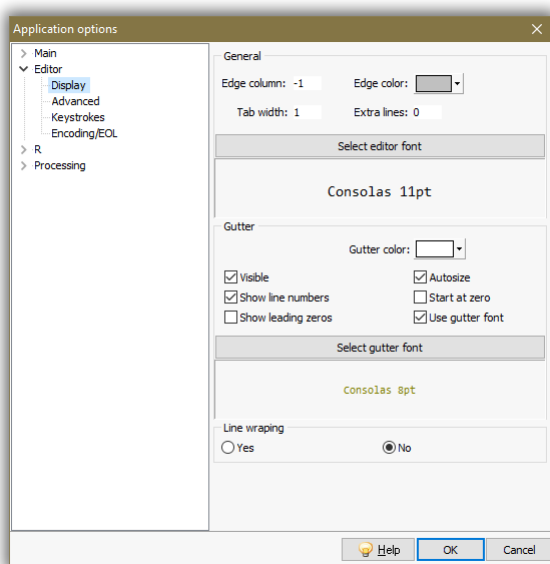 Application options
Main
Editor
Display
Advanced
Keystrokes
Encoding/EOL
R
Processing
General
Edge column: -1 Edge color:
Tab width: 1 Extra lines: 0
Select editor font
Consolas 11pt
Gutter
Gutter color:
Visible Autosize
Show line numbers Start at zero
Show leading zeros Use gutter font
Select gutter font
Consolas 8pt
Line wraping
Yes No
Help OK Cancel